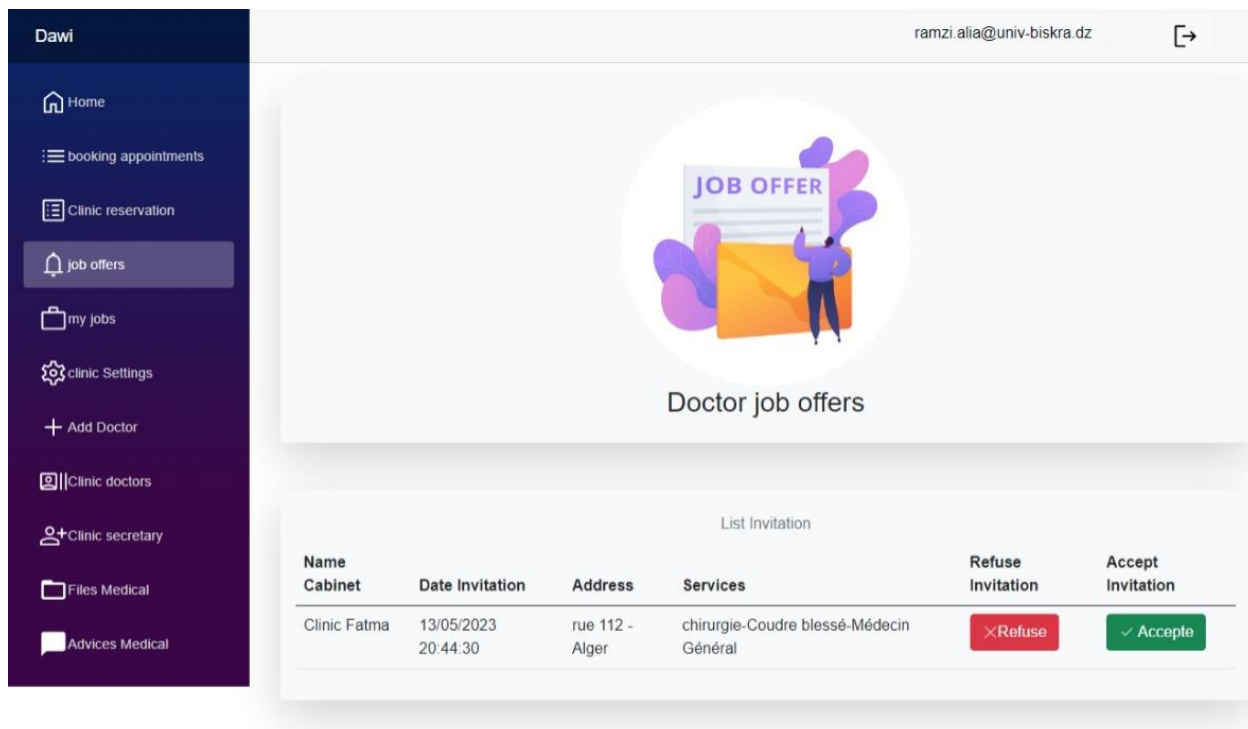 Dawi
ramzi.alia@univ-biskra.dz
Home
booking appointments
Clinic reservation
job offers
my jobs
clinic Settings
Add Doctor
Clinic doctors
Clinic secretary
Files Medical
Advices Medical
JOB OFFER
Doctor job offers
List Invitation
Name Cabinet Date Invitation Address Services Refuse Invitation Accept Invitation
Clinic Fatma 13/05/2023 20:44:30 rue 112 - Alger chirurgie-Coudre blessé-Médecin Général Refuse Accepte